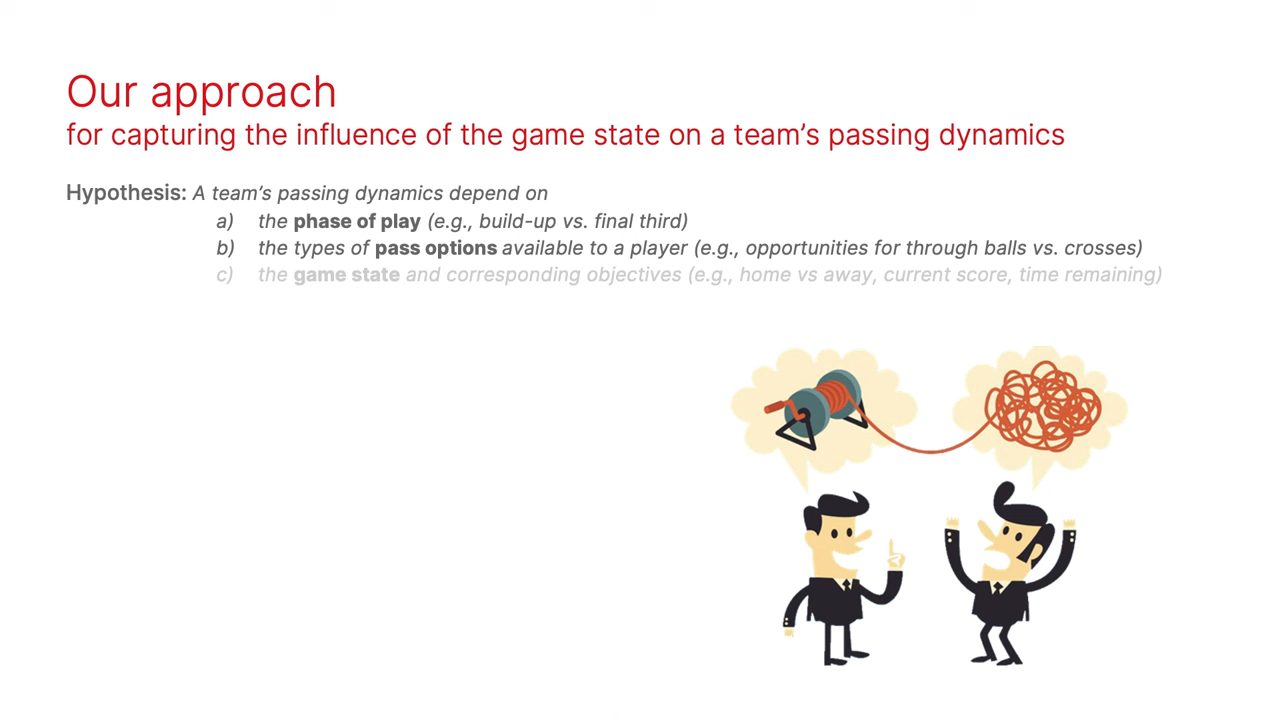 Our approach
for capturing the influence of the game state on a team’s passing dynamics
Hypothesis: A team’s passing dynamics depend on
a) the phase of play (e.g., build-up vs. final third)
b) the types of pass options available to a player (e.g., opportunities for through balls vs. crosses)
c) the game state and corresponding objectives (e.g., home vs away, current score, time remaining)